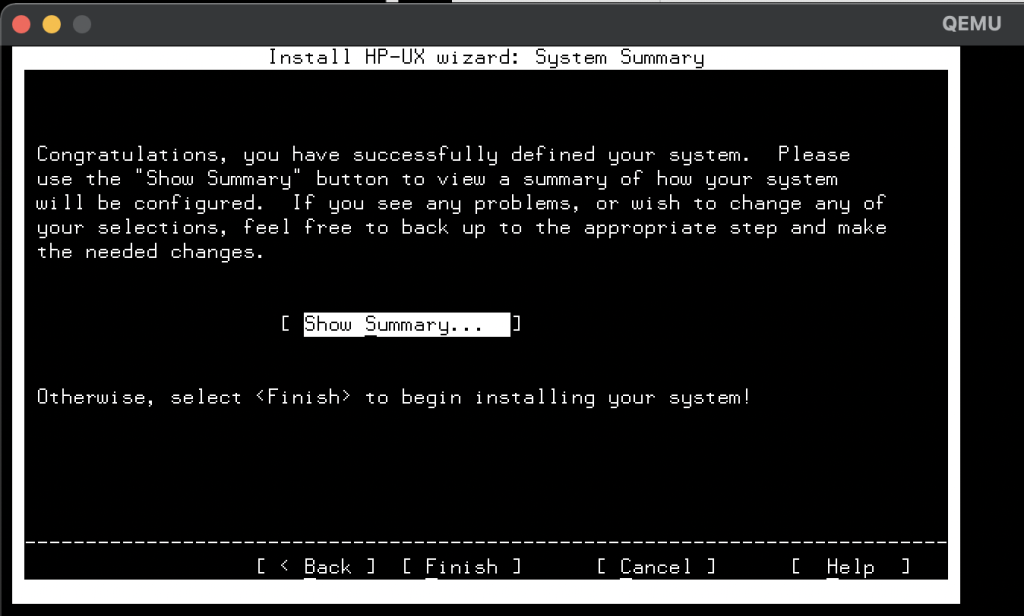 QEMU
Install HP-UX wizard: System Summary
Congratulations, you have successfully defined your system.  Please
use the "Show Summary" button to view a summary of how your system
will be configured.  If you see any problems, or wish to change any of
your selections, feel free to back up to the appropriate step and make
the needed changes.
[ Show Summary...  ]
Otherwise, select <Finish> to begin installing your system!
[ < Back ]  [ Finish ]      [ Cancel ]      [  Help  ]